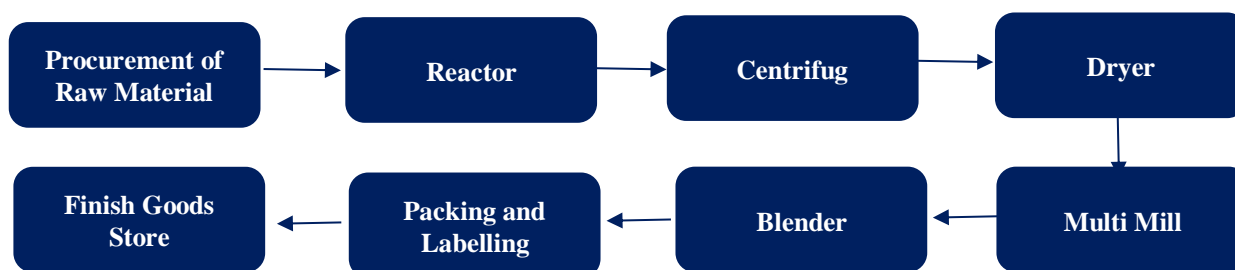 Procurement of
Raw Material
Reactor
Centrifug
Dryer
Finish Goods
Store
Packing and
Labelling
Blender
Multi Mill